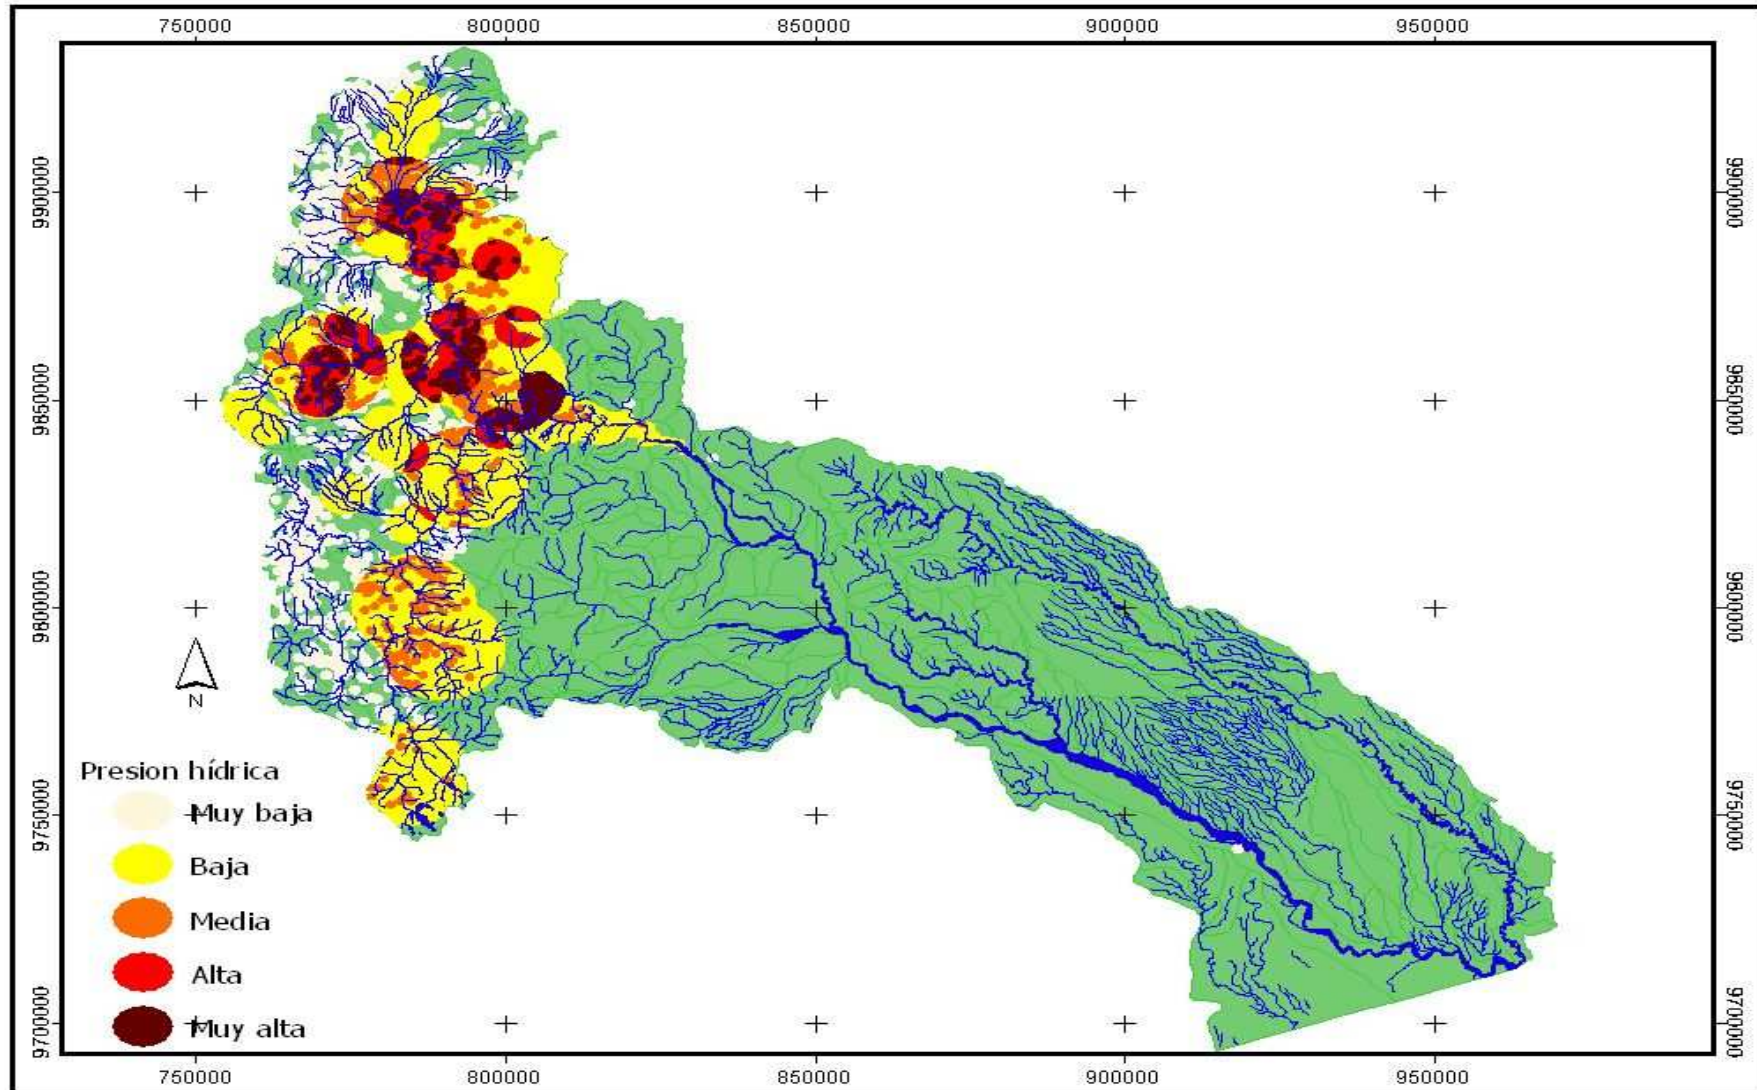 750000 800000 850000 900000 950000
9900000 9900000
9850000 9850000
9800000 9800000
N
Presion hídrica
Muy baja
9750000 9750000
Baja
Media
Alta
Muy alta
9700000 9700000
750000 800000 850000 900000 950000